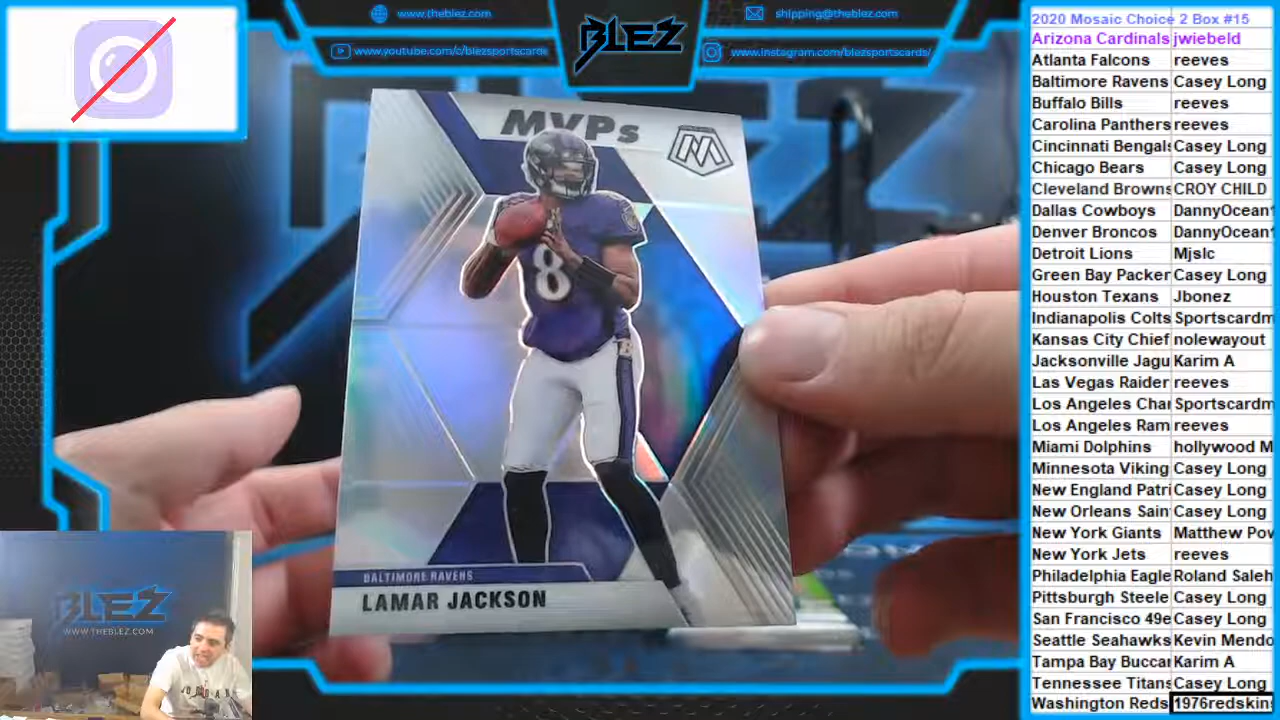 www.theblez.com
shipping@theblez.com
www.youtube.com/c/blezsportscards
BLEZ
www.instagram.com/blezsportscards/
2020 Mosaic Choice 2 Box #15
Arizona Cardinals jwiebeld
Atlanta Falcons reeves
Baltimore Ravens Casey Long
Buffalo Bills reeves
Carolina Panthers reeves
Cincinnati Bengals Casey Long
Chicago Bears Casey Long
Cleveland Browns CROY CHILD
Dallas Cowboys DannyOcean
Denver Broncos DannyOcean
Detroit Lions Mjslc
Green Bay Packer Casey Long
Houston Texans Jbonez
Indianapolis Colts Sportscardm
Kansas City Chief nolewayout
Jacksonville Jagu Karim A
Las Vegas Raider reeves
Los Angeles Cha Sportscardm
Los Angeles Ram reeves
Miami Dolphins hollywood M
Minnesota Viking Casey Long
New England Patri Casey Long
New Orleans Sain Casey Long
New York Giants Matthew Pow
New York Jets reeves
Philadelphia Eagle Roland Saleh
Pittsburgh Steele Casey Long
San Francisco 49e Casey Long
Seattle Seahawks Kevin Mendo
Tampa Bay Bucca Karim A
Tennessee Titans Casey Long
Washington Reds 1976redskin
MVPs
M
8
BALTIMORE RAVENS
LAMAR JACKSON
BLEZ
WWW.THEBLEZ.COM
JORDAN